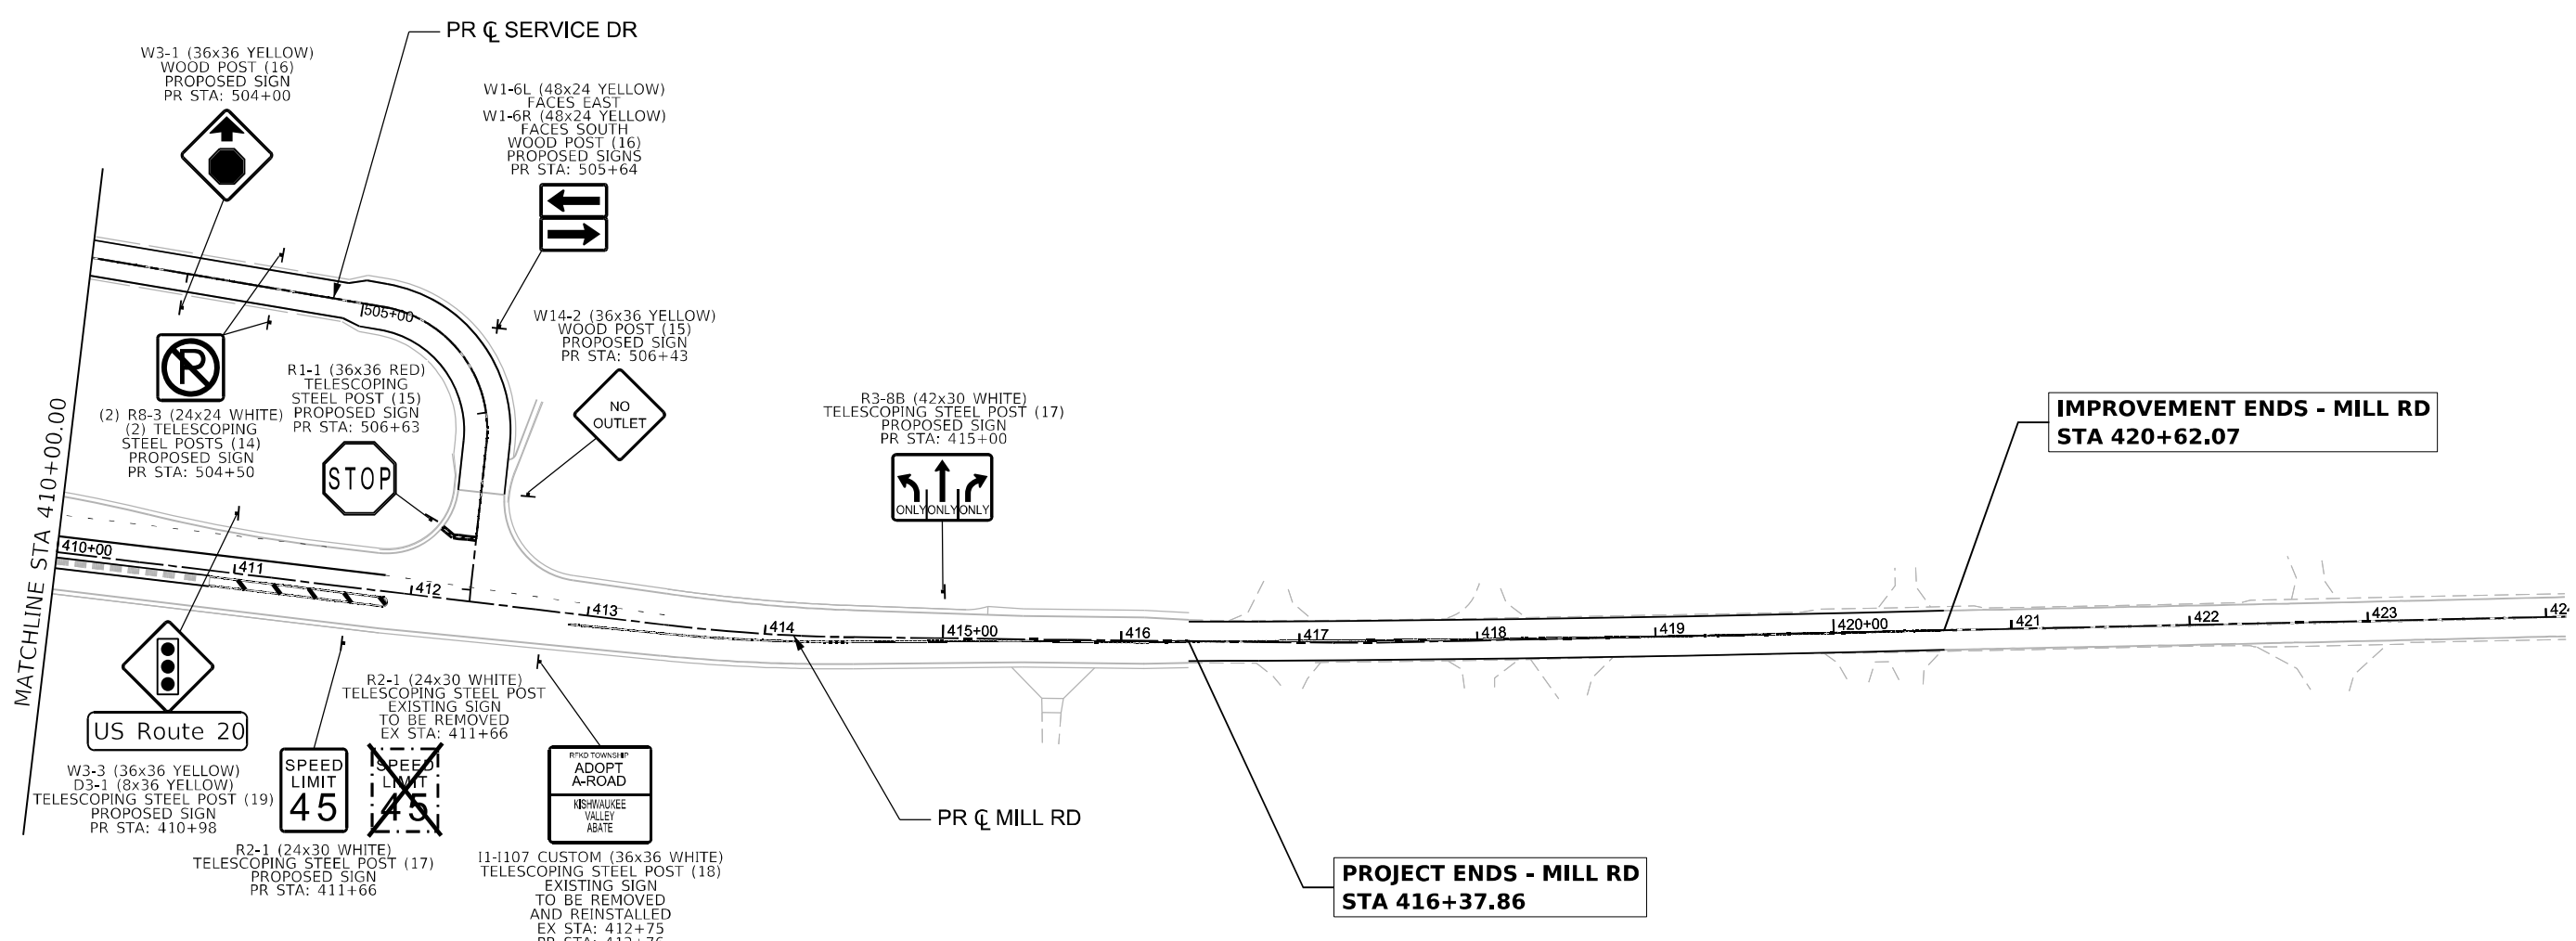 PR ℄ SERVICE DR
W3-1 (36x36 YELLOW)
WOOD POST (16)
PROPOSED SIGN
PR STA: 504+00
W1-6L (48x24 YELLOW)
FACES EAST
W1-6R (48x24 YELLOW)
FACES SOUTH
WOOD POST (16)
PROPOSED SIGNS
PR STA: 505+64
505+00
W14-2 (36x36 YELLOW)
WOOD POST (15)
PROPOSED SIGN
PR STA: 506+43
NO
OUTLET
R
(2) R8-3 (24x24 WHITE)
(2) TELESCOPING
STEEL POSTS (14)
PROPOSED SIGN
PR STA: 504+50
R1-1 (36x36 RED)
TELESCOPING
STEEL POST (15)
PROPOSED SIGN
PR STA: 506+63
STOP
R3-8B (42x30 WHITE)
TELESCOPING STEEL POST (17)
PROPOSED SIGN
PR STA: 415+00
ONLY ONLY ONLY
IMPROVEMENT ENDS - MILL RD
STA 420+62.07
MATCHLINE STA 410+00.00
410+00
411
412
413
414
415+00
416
417
418
419
420+00
421
422
423
US Route 20
W3-3 (36x36 YELLOW)
D3-1 (8x36 YELLOW)
TELESCOPING STEEL POST (19)
PROPOSED SIGN
PR STA: 410+98
SPEED
LIMIT
45
R2-1 (24x30 WHITE)
TELESCOPING STEEL POST (17)
PROPOSED SIGN
PR STA: 411+66
R2-1 (24x30 WHITE)
TELESCOPING STEEL POST
EXISTING SIGN
TO BE REMOVED
EX STA: 411+66
SPEED
LIMIT
45
RFKD TOWNSHIP
ADOPT
A-ROAD
KISHWAUKEE
VALLEY
ABATE
I1-I107 CUSTOM (36x36 WHITE)
TELESCOPING STEEL POST (18)
EXISTING SIGN
TO BE REMOVED
AND REINSTALLED
EX STA: 412+75
PR STA: 412+76
PR ℄ MILL RD
PROJECT ENDS - MILL RD
STA 416+37.86